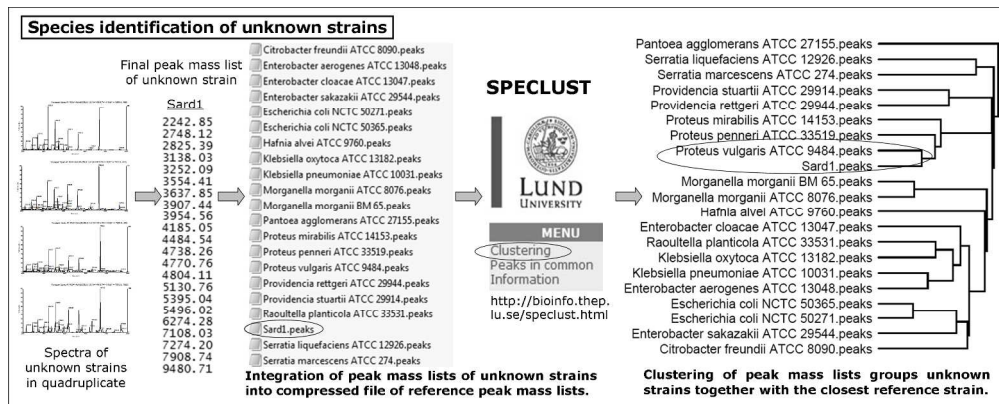 Species identification of unknown strains
Final peak mass list
of unknown strain
Sard1
2242.85
2748.12
2825.39
3138.03
3252.09
3554.41
3637.85
3907.44
3954.56
4185.05
4484.54
4738.26
4770.76
4804.11
5130.76
5395.04
5496.02
6274.28
7108.03
7274.20
7908.74
9480.71
Spectra of
unknown strains
in quadruplicate
Citrobacter freundii ATCC 8090.peaks
Enterobacter aerogenes ATCC 13048.peaks
Enterobacter cloacae ATCC 13047.peaks
Enterobacter sakazakii ATCC 29544.peaks
Escherichia coli NCTC 50271.peaks
Escherichia coli NCTC 50365.peaks
Hafnia alvei ATCC 9760.peaks
Klebsiella oxytoca ATCC 13182.peaks
Klebsiella pneumoniae ATCC 10031.peaks
Morganella morganii ATCC 8076.peaks
Morganella morganii BM 65.peaks
Pantoea agglomerans ATCC 27155.peaks
Proteus mirabilis ATCC 14153.peaks
Proteus penneri ATCC 33519.peaks
Proteus vulgaris ATCC 9484.peaks
Providencia rettgeri ATCC 29944.peaks
Providencia stuartii ATCC 29914.peaks
Raoultella planticola ATCC 33531.peaks
Sard1.peaks
Serratia liquefaciens ATCC 12926.peaks
Serratia marcescens ATCC 274.peaks
Integration of peak mass lists of unknown strains
into compressed file of reference peak mass lists.
SPECLUST
LUND
UNIVERSITY
MENU
Clustering
Peaks in common
Information
http://bioinfo.thep.
lu.se/speclust.html
Pantoea agglomerans ATCC 27155.peaks
Serratia liquefaciens ATCC 12926.peaks
Serratia marcescens ATCC 274.peaks
Providencia stuartii ATCC 29914.peaks
Providencia rettgeri ATCC 29944.peaks
Proteus mirabilis ATCC 14153.peaks
Proteus penneri ATCC 33519.peaks
Proteus vulgaris ATCC 9484.peaks
Sard1.peaks
Morganella morganii BM 65.peaks
Morganella morganii ATCC 8076.peaks
Hafnia alvei ATCC 9760.peaks
Enterobacter cloacae ATCC 13047.peaks
Raoultella planticola ATCC 33531.peaks
Klebsiella oxytoca ATCC 13182.peaks
Klebsiella pneumoniae ATCC 10031.peaks
Enterobacter aerogenes ATCC 13048.peaks
Escherichia coli NCTC 50365.peaks
Escherichia coli NCTC 50271.peaks
Enterobacter sakazakii ATCC 29544.peaks
Citrobacter freundii ATCC 8090.peaks
Clustering of peak mass lists groups unknown
strains together with the closest reference strain.